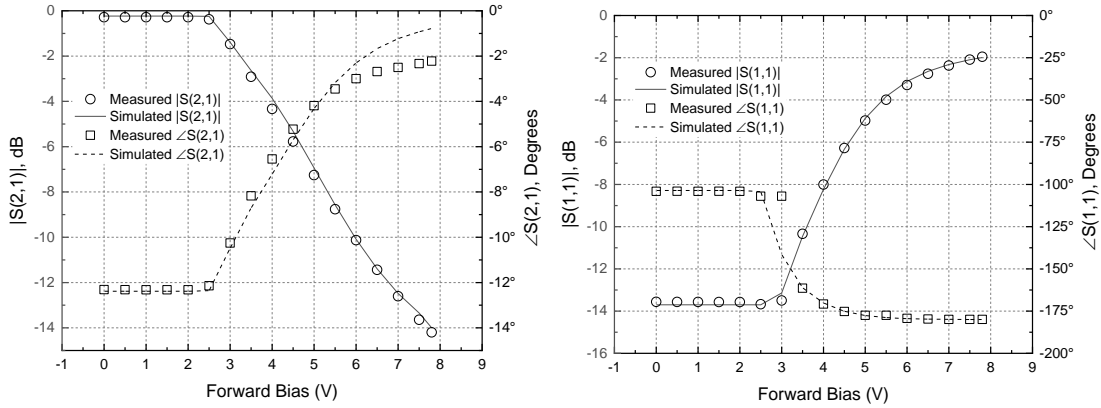 0
-2
-4
-6
-8
-10
-12
-14
|S(2,1)|, dB
Measured |S(2,1)|
Simulated |S(2,1)|
Measured ∠S(2,1)
Simulated ∠S(2,1)
0°
-2°
-4°
-6°
-8°
-10°
-12°
-14°
∠S(2,1), Degrees
-1 0 1 2 3 4 5 6 7 8 9
Forward Bias (V)
0
-2
-4
-6
-8
-10
-12
-14
-16
|S(1,1)|, dB
Measured |S(1,1)|
Simulated |S(1,1)|
Measured ∠S(1,1)
Simulated ∠S(1,1)
0°
-25°
-50°
-75°
-100°
-125°
-150°
-175°
-200°
∠S(1,1), Degrees
-1 0 1 2 3 4 5 6 7 8 9
Forward Bias (V)